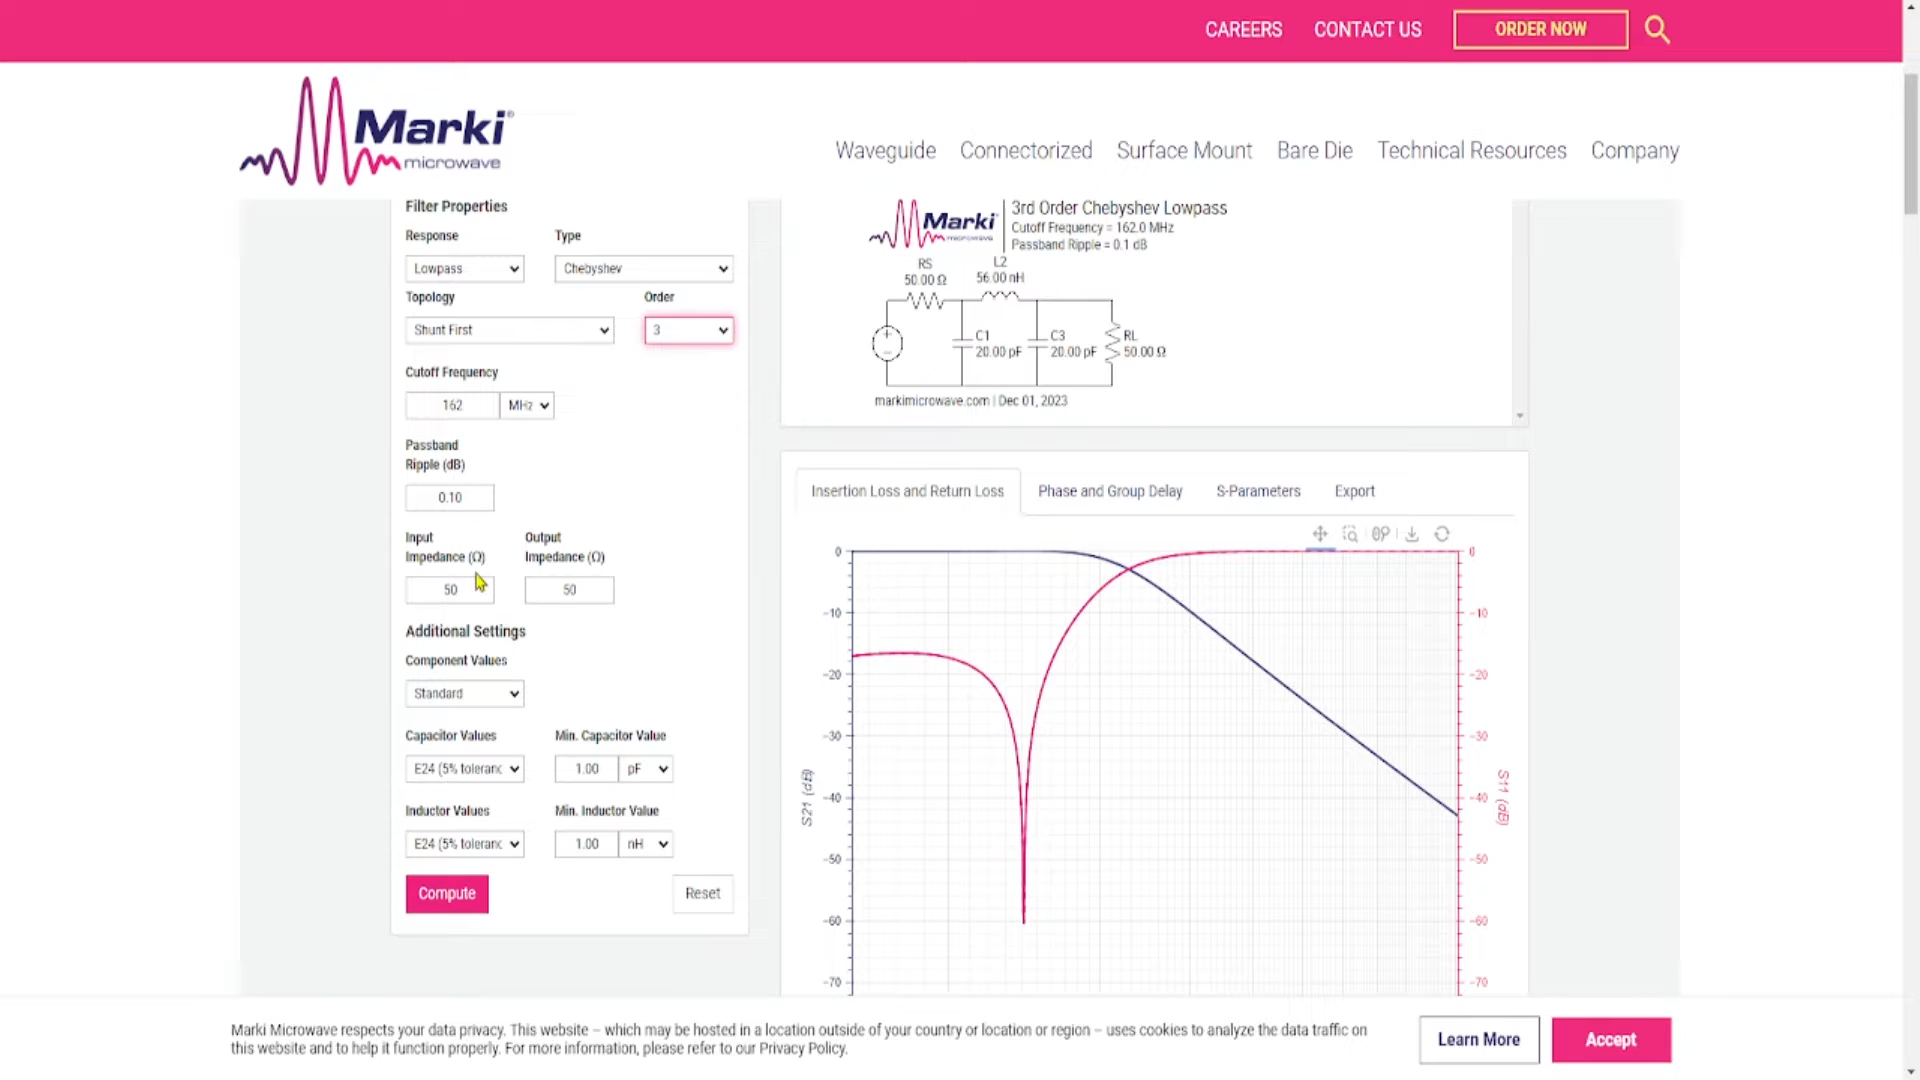 CAREERS CONTACT US ORDER NOW
Marki®
microwave
Waveguide Connectorized Surface Mount Bare Die Technical Resources Company
Filter Properties
Response Type
Lowpass Chebyshev
Topology Order
Shunt First 3
Cutoff Frequency
162 MHz
Passband
Ripple (dB)
0.10
Input Output
Impedance (Ω) Impedance (Ω)
50 50
Additional Settings
Component Values
Standard
Capacitor Values Min. Capacitor Value
E24 (5% toleranc 1.00 pF
Inductor Values Min. Inductor Value
E24 (5% toleranc 1.00 nH
Compute Reset
Marki
microwave
3rd Order Chebyshev Lowpass
Cutoff Frequency = 162.0 MHz
Passband Ripple = 0.1 dB
RS L2
50.00 Ω 56.00 nH
C1 C3 RL
20.00 pF 20.00 pF 50.00 Ω
markimicrowave.com | Dec 01, 2023
Insertion Loss and Return Loss Phase and Group Delay S-Parameters Export
0 0
-10 -10
-20 -20
-30 -30
-40 -40
-50 -50
-60 -60
-70 -70
S21 (dB)
S11 (dB)
Marki Microwave respects your data privacy. This website – which may be hosted in a location outside of your country or location or region – uses cookies to analyze the data traffic on
this website and to help it function properly. For more information, please refer to our Privacy Policy.
Learn More Accept